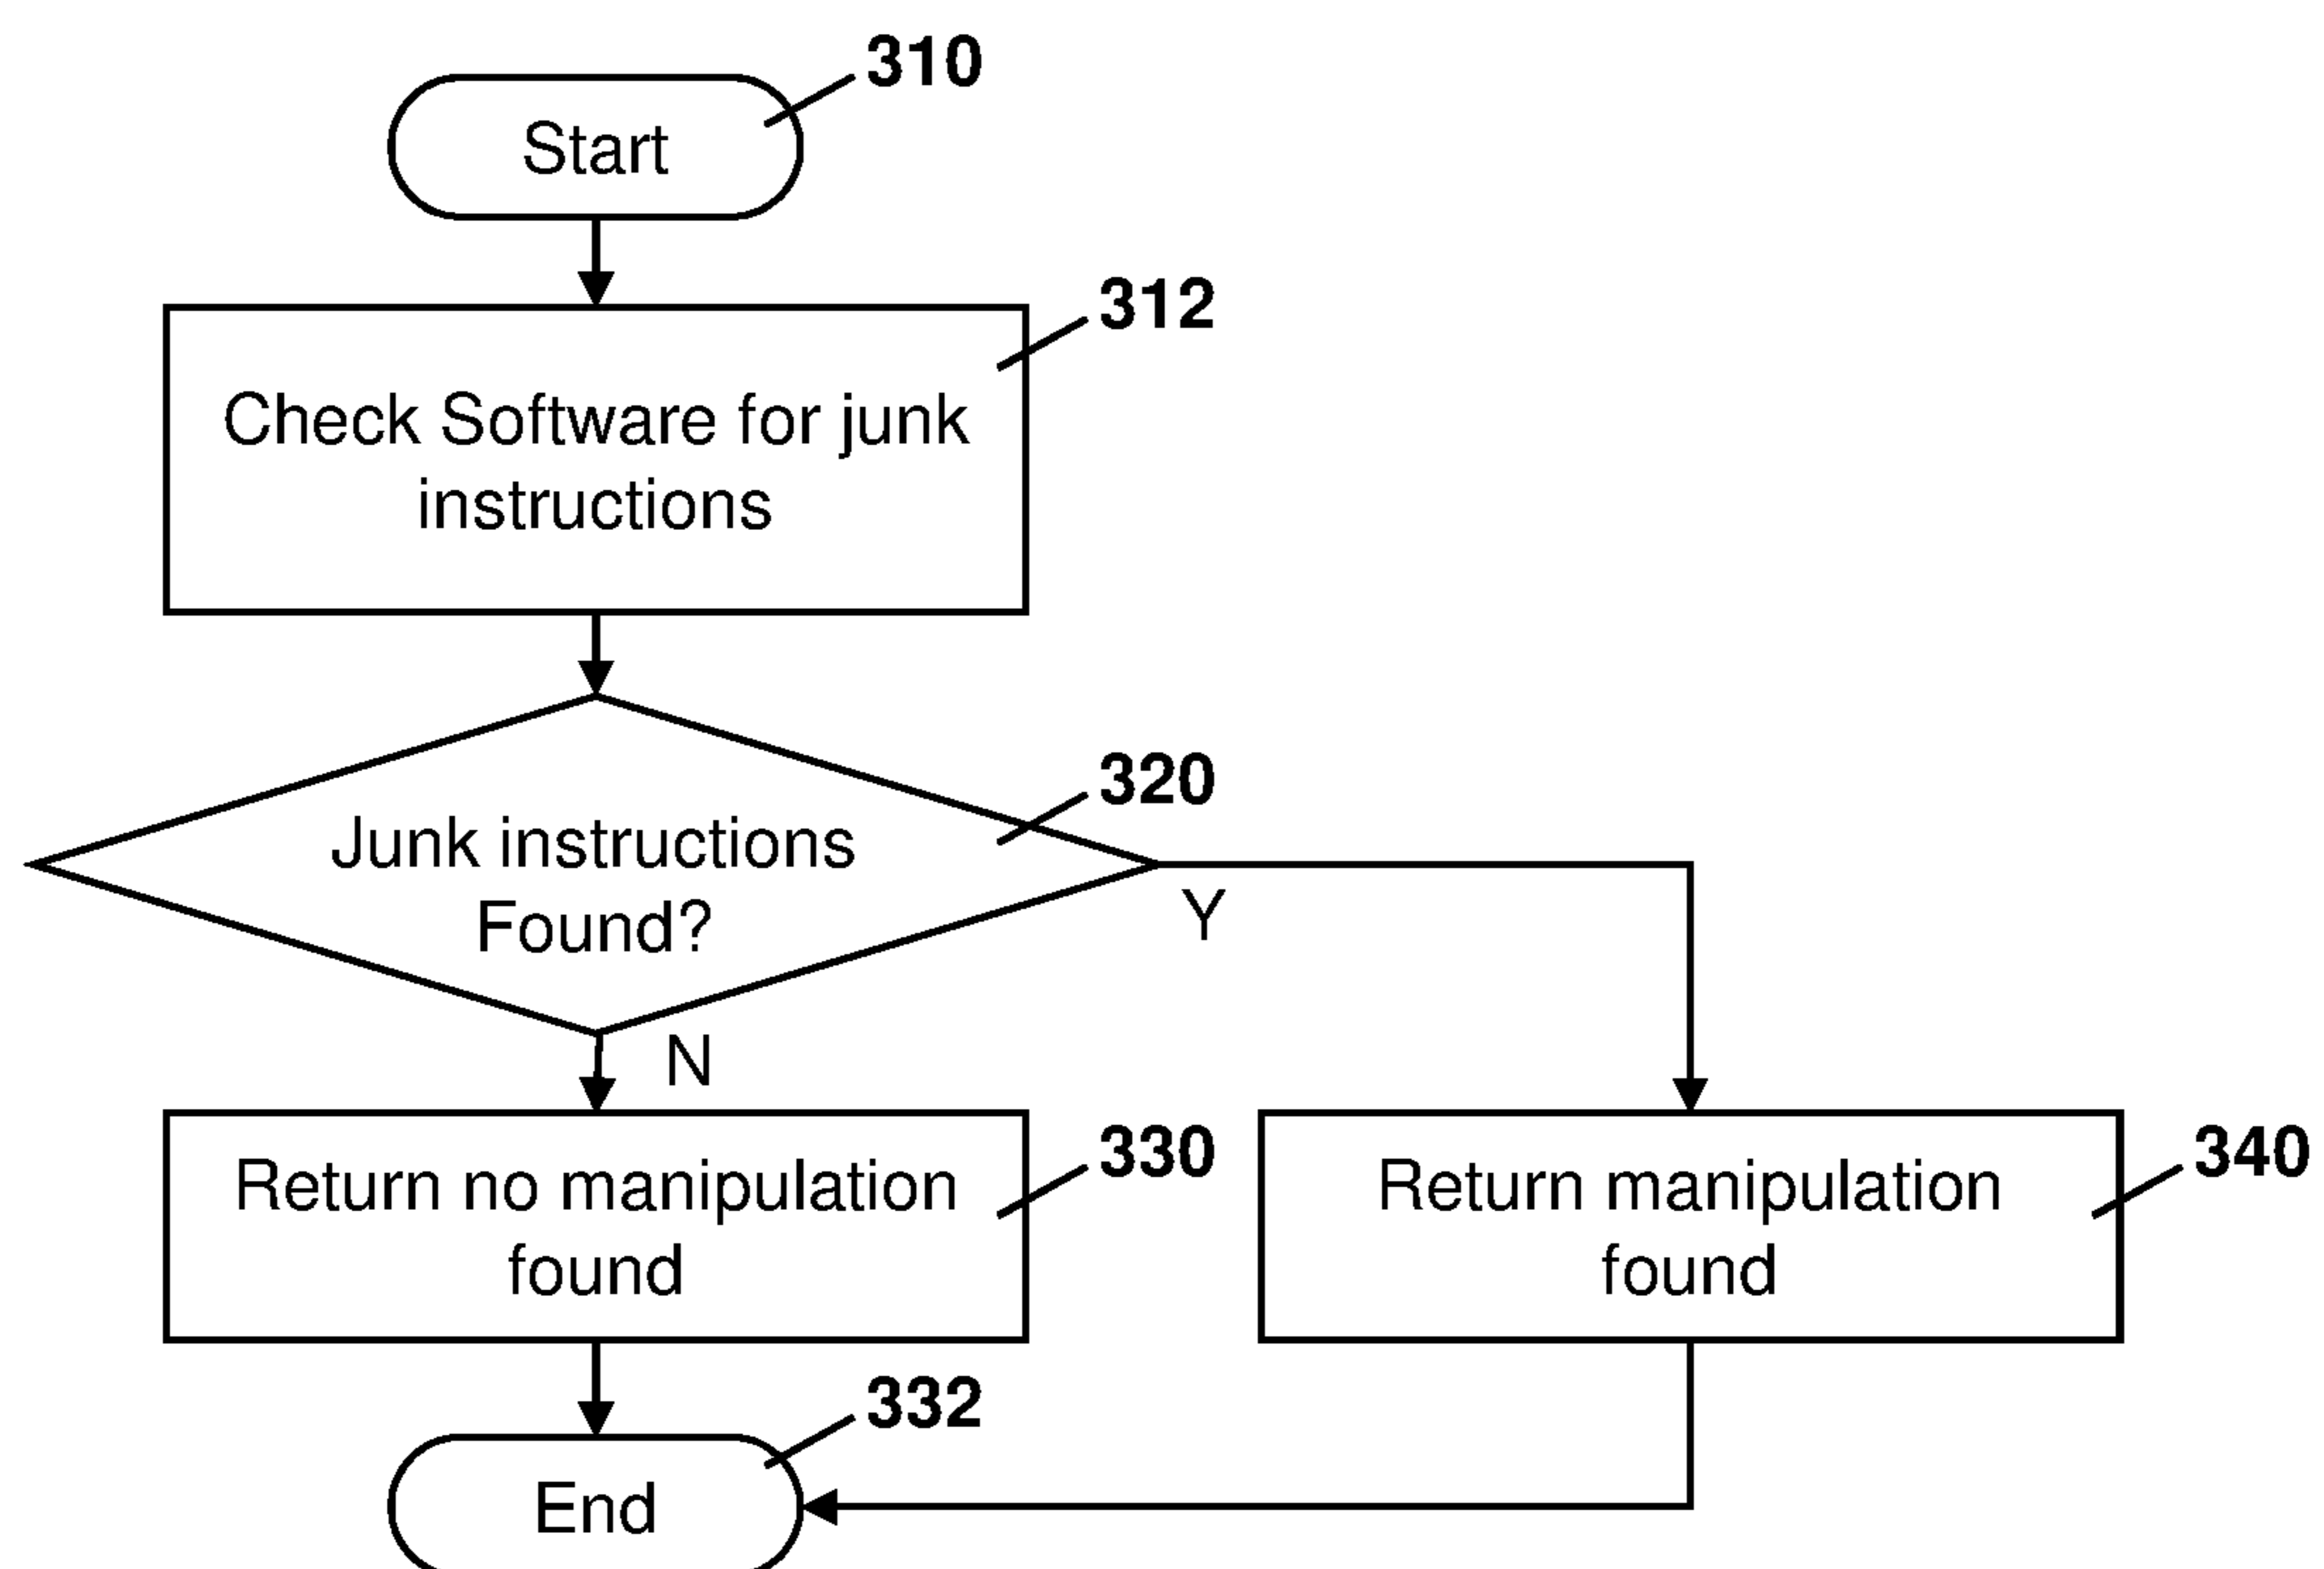 310
Start
312
Check Software for junk
instructions
320
Junk instructions
Found?
Y
N
330
Return no manipulation
found
340
Return manipulation
found
332
End